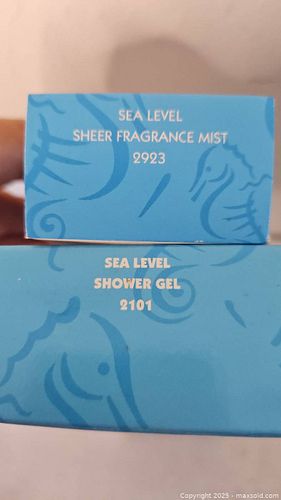 SEA LEVEL
SHEER FRAGRANCE MIST
2923
SEA LEVEL
SHOWER GEL
2101
Copyright 2025 - maxsold.com